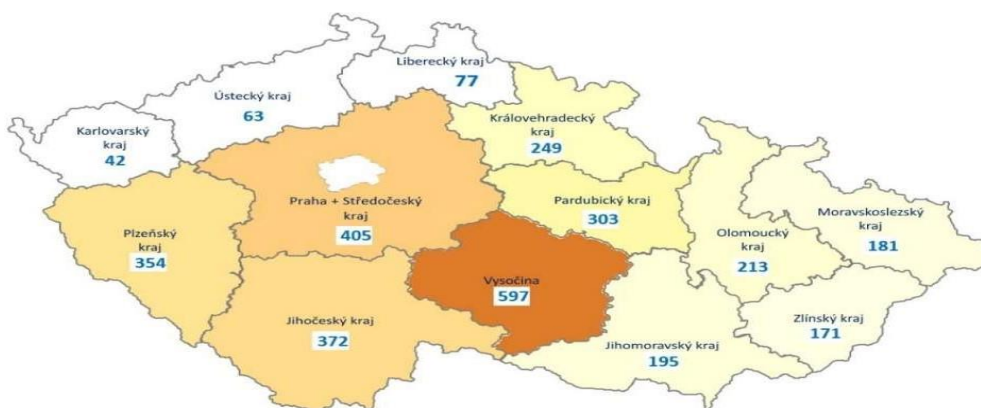 Liberecký kraj
77
Ústecký kraj
63
Karlovarský
kraj
42
Královehradecký
kraj
249
Praha + Středočeský
kraj
405
Pardubický kraj
303
Moravskoslezský
kraj
181
Plzeňský
kraj
354
Olomoucký
kraj
213
Vysočina
597
Jihočeský kraj
372
Zlínský kraj
171
Jihomoravský kraj
195